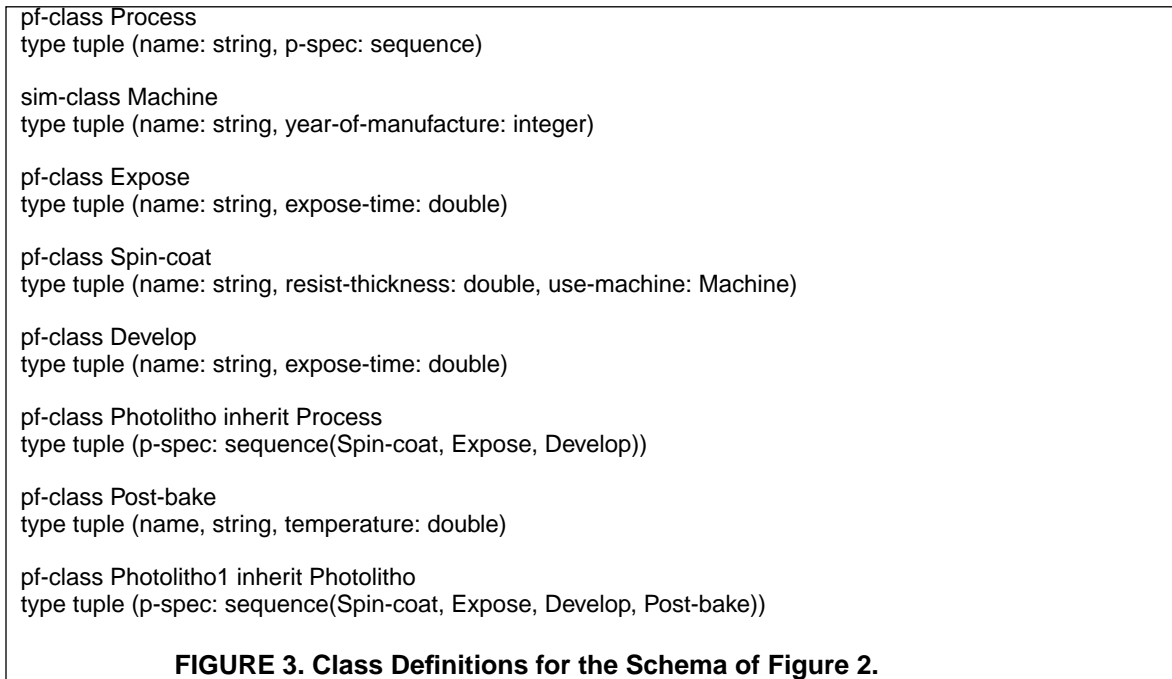 pf-class Process
type tuple (name: string, p-spec: sequence)
sim-class Machine
type tuple (name: string, year-of-manufacture: integer)
pf-class Expose
type tuple (name: string, expose-time: double)
pf-class Spin-coat
type tuple (name: string, resist-thickness: double, use-machine: Machine)
pf-class Develop
type tuple (name: string, expose-time: double)
pf-class Photolitho inherit Process
type tuple (p-spec: sequence(Spin-coat, Expose, Develop))
pf-class Post-bake
type tuple (name, string, temperature: double)
pf-class Photolitho1 inherit Photolitho
type tuple (p-spec: sequence(Spin-coat, Expose, Develop, Post-bake))
FIGURE 3. Class Definitions for the Schema of Figure 2.